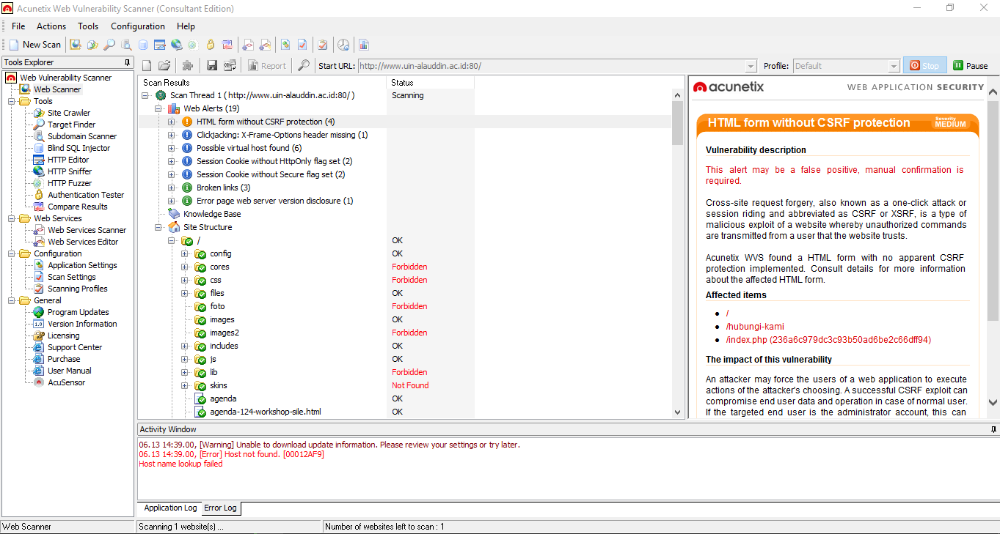 Acunetix Web Vulnerability Scanner (Consultant Edition)
File Actions Tools Configuration Help
New Scan
Tools Explorer
Web Vulnerability Scanner
Web Scanner
Tools
Site Crawler
Target Finder
Subdomain Scanner
Blind SQL Injector
HTTP Editor
HTTP Sniffer
HTTP Fuzzer
Authentication Tester
Compare Results
Web Services
Web Services Scanner
Web Services Editor
Configuration
Application Settings
Scan Settings
Scanning Profiles
General
Program Updates
1.0 Version Information
Licensing
Support Center
Purchase
User Manual
AcuSensor
Report Start URL: http://www.uin-alauddin.ac.id:80/ Profile: Default Stop Pause
Scan Results Status
Scan Thread 1 ( http://www.uin-alauddin.ac.id:80/ ) Scanning
Web Alerts (19)
HTML form without CSRF protection (4)
Clickjacking: X-Frame-Options header missing (1)
Possible virtual host found (6)
Session Cookie without HttpOnly flag set (2)
Session Cookie without Secure flag set (2)
Broken links (3)
Error page web server version disclosure (1)
Knowledge Base
Site Structure
/ OK
config OK
cores Forbidden
css Forbidden
files OK
foto Forbidden
images OK
images2 Forbidden
includes OK
js OK
lib Forbidden
skins Not Found
agenda OK
agenda-124-workshop-sile.html OK
acunetix WEB APPLICATION SECURITY
HTML form without CSRF protection Severity MEDIUM
Vulnerability description
This alert may be a false positive, manual confirmation is
required.
Cross-site request forgery, also known as a one-click attack or
session riding and abbreviated as CSRF or XSRF, is a type of
malicious exploit of a website whereby unauthorized commands
are transmitted from a user that the website trusts.
Acunetix WVS found a HTML form with no apparent CSRF
protection implemented. Consult details for more information
about the affected HTML form.
Affected items
/
/hubungi-kami
/index.php (236a6c979dc3c93b50ad6be2c66dff94)
The impact of this vulnerability
An attacker may force the users of a web application to execute
actions of the attacker's choosing. A successful CSRF exploit can
compromise end user data and operation in case of normal user.
If the targeted end user is the administrator account, this can
Activity Window
06.13 14:39.00, [Warning] Unable to download update information. Please review your settings or try later.
06.13 14:39.00, [Error] Host not found. [00012AF9]
Host name lookup failed
Application Log Error Log
Web Scanner Scanning 1 website(s) ... Number of websites left to scan : 1